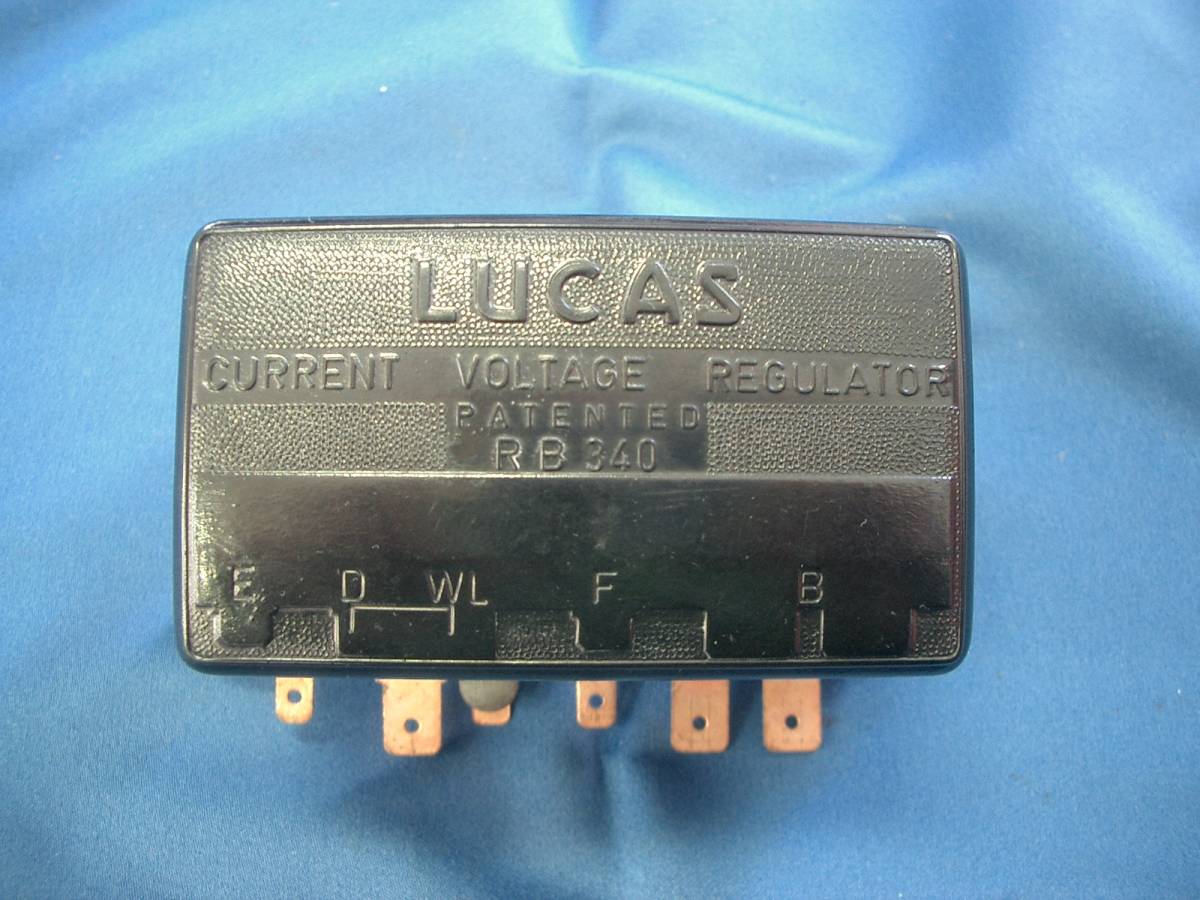 LUCAS
CURRENT VOLTAGE REGULATOR
PATENTED
RB 340
E D WL F B